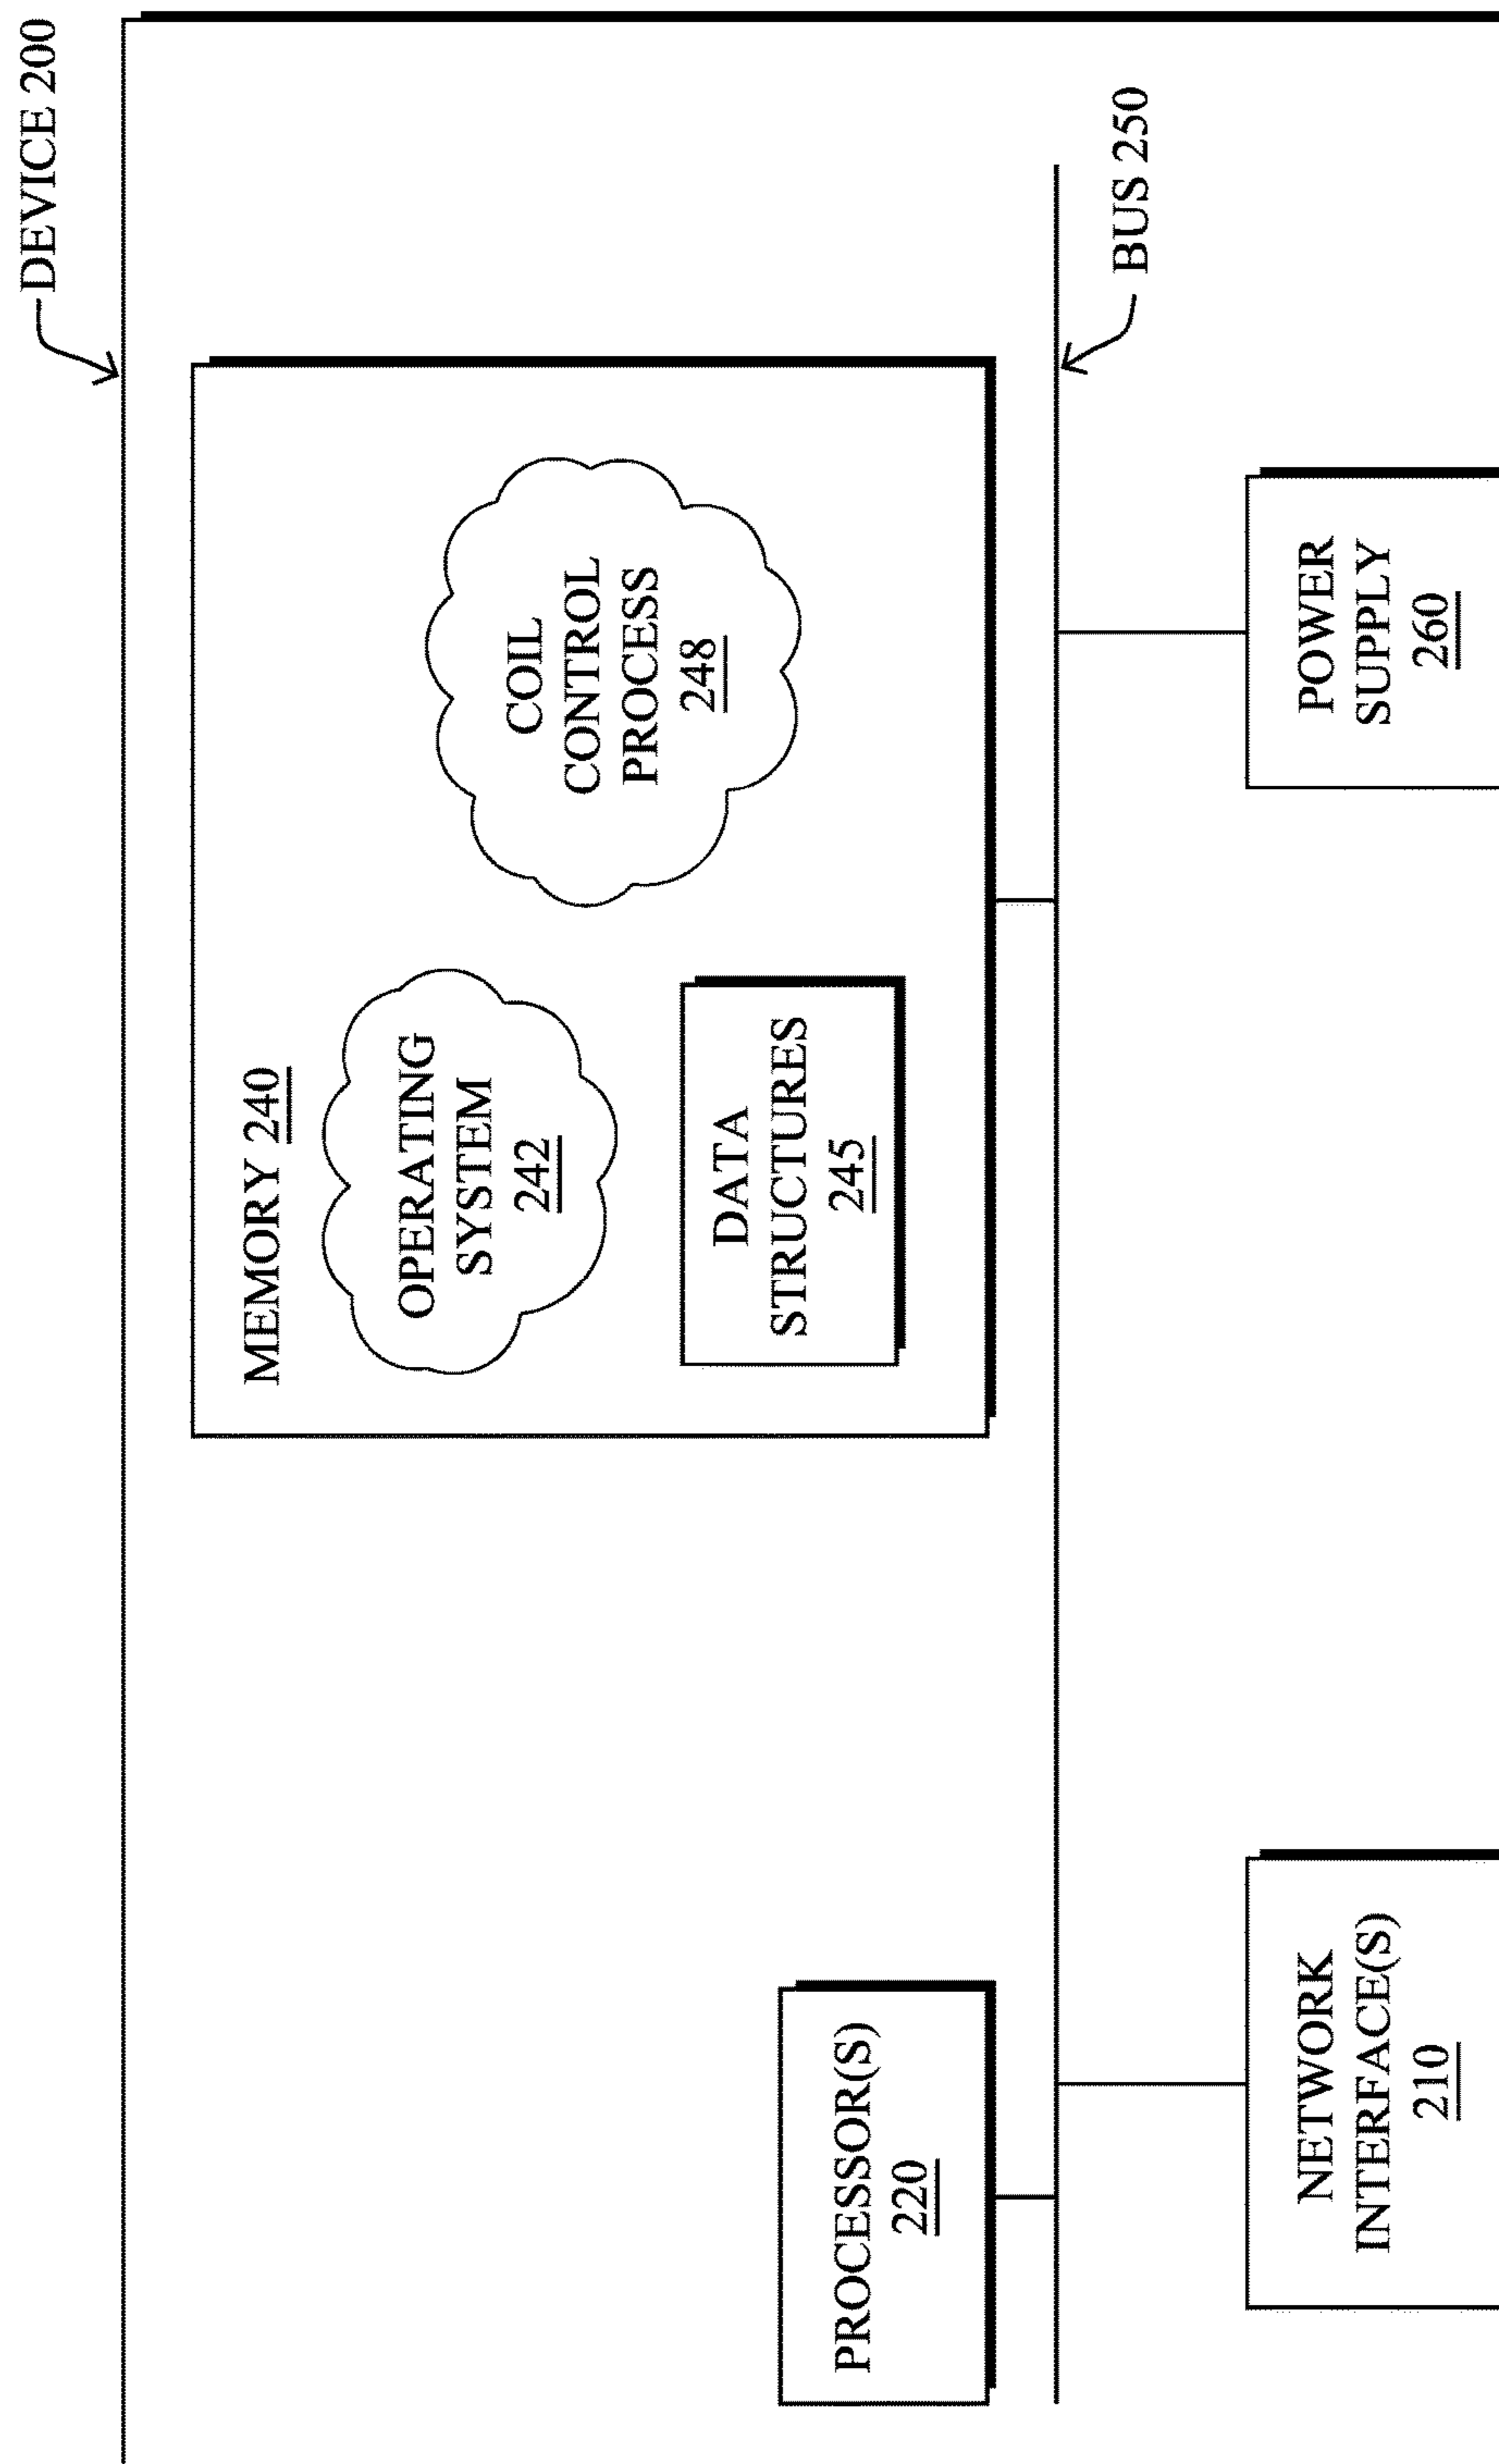 DEVICE 200
MEMORY 240
OPERATING
SYSTEM
242
COIL
CONTROL
PROCESS
248
DATA
STRUCTURES
245
PROCESSOR(S)
220
BUS 250
NETWORK
INTERFACE(S)
210
POWER
SUPPLY
260